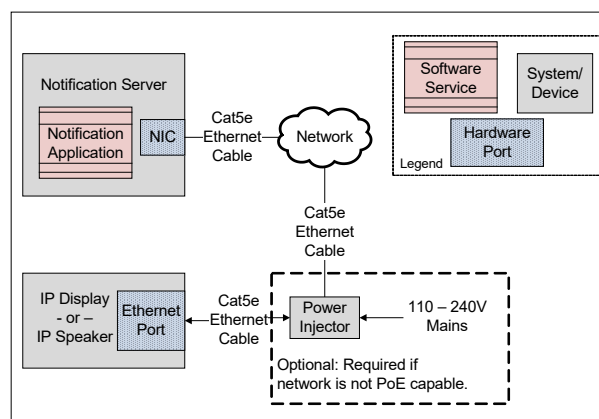 Notification Server
Notification
Application
NIC
Cat5e
Ethernet
Cable
Network
Software
Service
System/
Device
Hardware
Port
Legend
Cat5e
Ethernet
Cable
IP Display
- or –
IP Speaker
Ethernet
Port
Cat5e
Ethernet
Cable
Power
Injector
110 – 240V
Mains
Optional: Required if
network is not PoE capable.